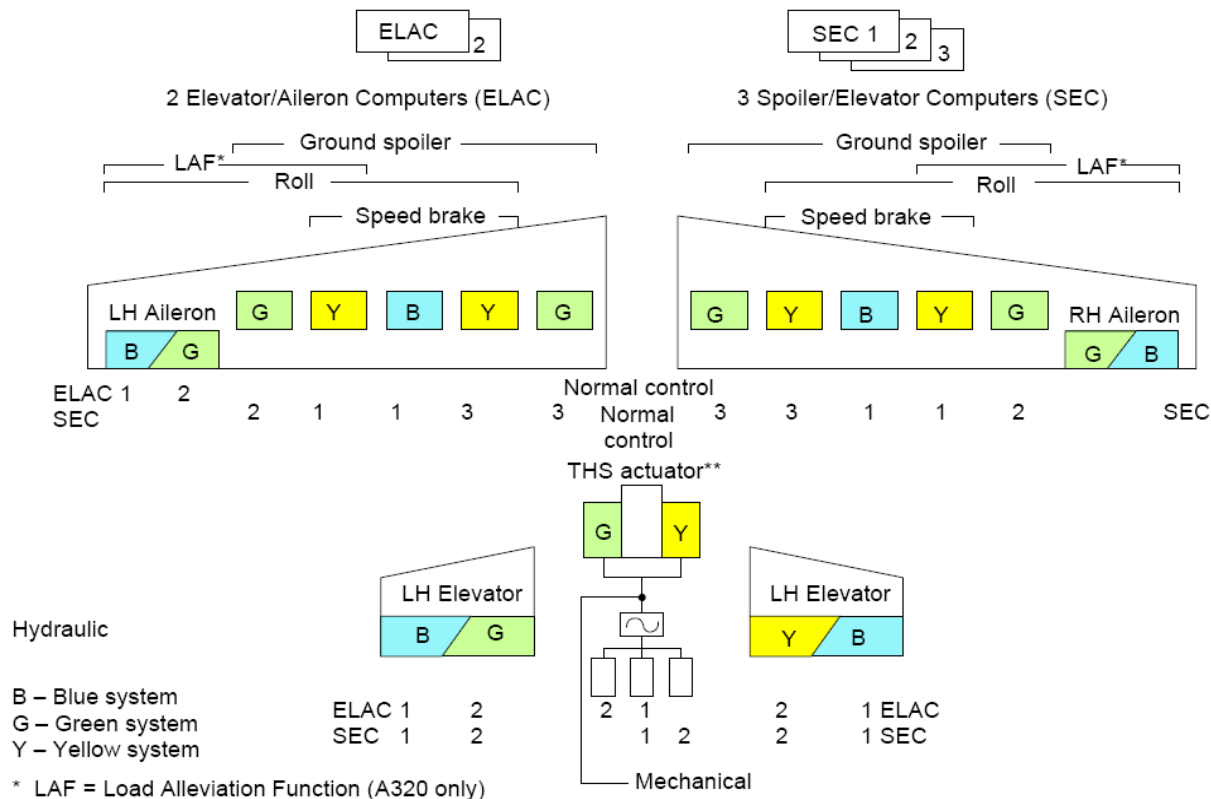 ELAC 2
SEC 1 2 3
2 Elevator/Aileron Computers (ELAC)
3 Spoiler/Elevator Computers (SEC)
Ground spoiler
Ground spoiler
LAF*
LAF*
Roll
Roll
Speed brake
Speed brake
LH Aileron
G Y B Y G
G Y B Y G
RH Aileron
B G
G B
ELAC 1 2
Normal control
SEC
2 1 1 3 3
Normal
control
3 3 1 1 2
SEC
THS actuator**
G Y
LH Elevator
LH Elevator
B G
Y B
Hydraulic
B – Blue system
G – Green system
Y – Yellow system
ELAC 1 2
2 1
2 1 ELAC
SEC 1 2
1 2
2 1 SEC
Mechanical
* LAF = Load Alleviation Function (A320 only)